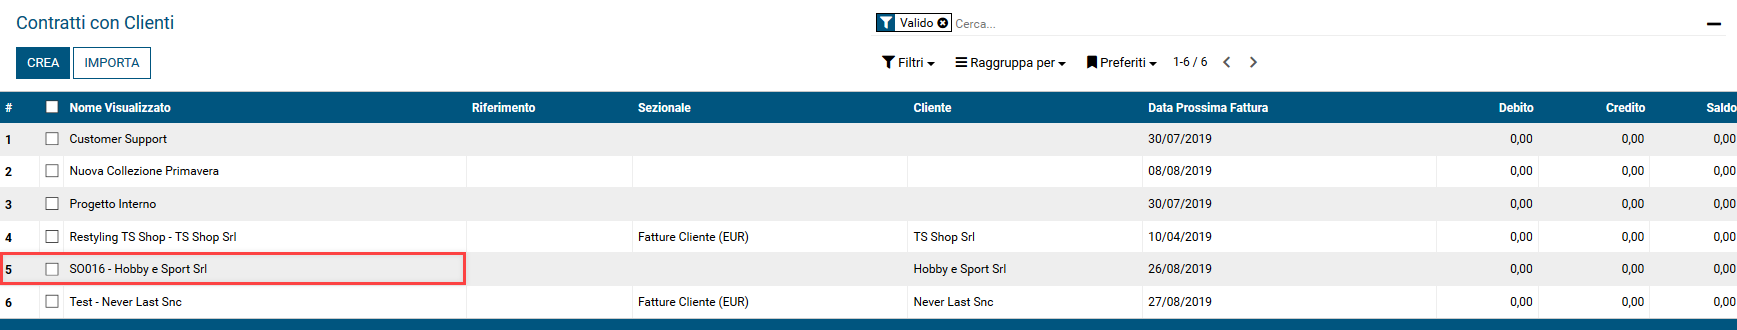 Contratti con Clienti
Valido Cerca...
CREA IMPORTA
Filtri Raggruppa per Preferiti 1-6 / 6
# Nome Visualizzato Riferimento Sezionale Cliente Data Prossima Fattura Debito Credito Saldo
1 Customer Support 30/07/2019 0,00 0,00 0,00
2 Nuova Collezione Primavera 08/08/2019 0,00 0,00 0,00
3 Progetto Interno 30/07/2019 0,00 0,00 0,00
4 Restyling TS Shop - TS Shop Srl Fatture Cliente (EUR) TS Shop Srl 10/04/2019 0,00 0,00 0,00
5 SO016 - Hobby e Sport Srl Hobby e Sport Srl 26/08/2019 0,00 0,00 0,00
6 Test - Never Last Snc Fatture Cliente (EUR) Never Last Snc 27/08/2019 0,00 0,00 0,00